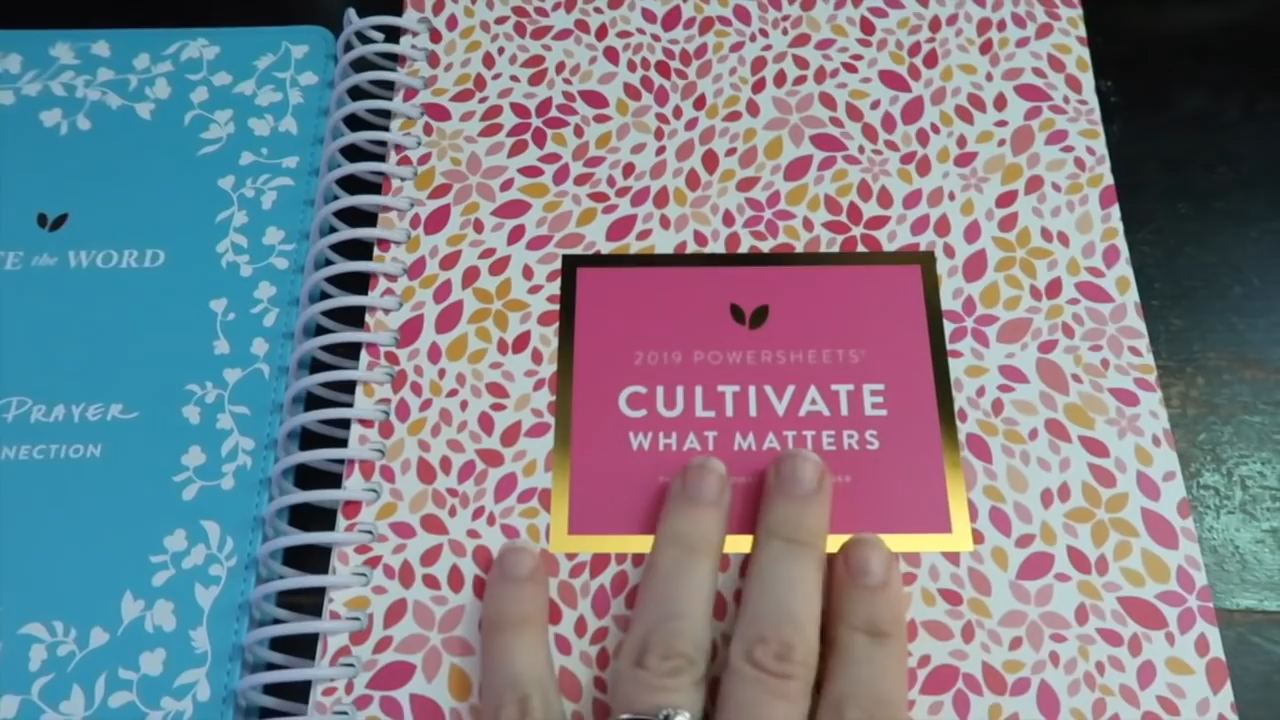 the WORD
PRAYER
NECTION
2019 POWERSHEETS®
CULTIVATE
WHAT MATTERS